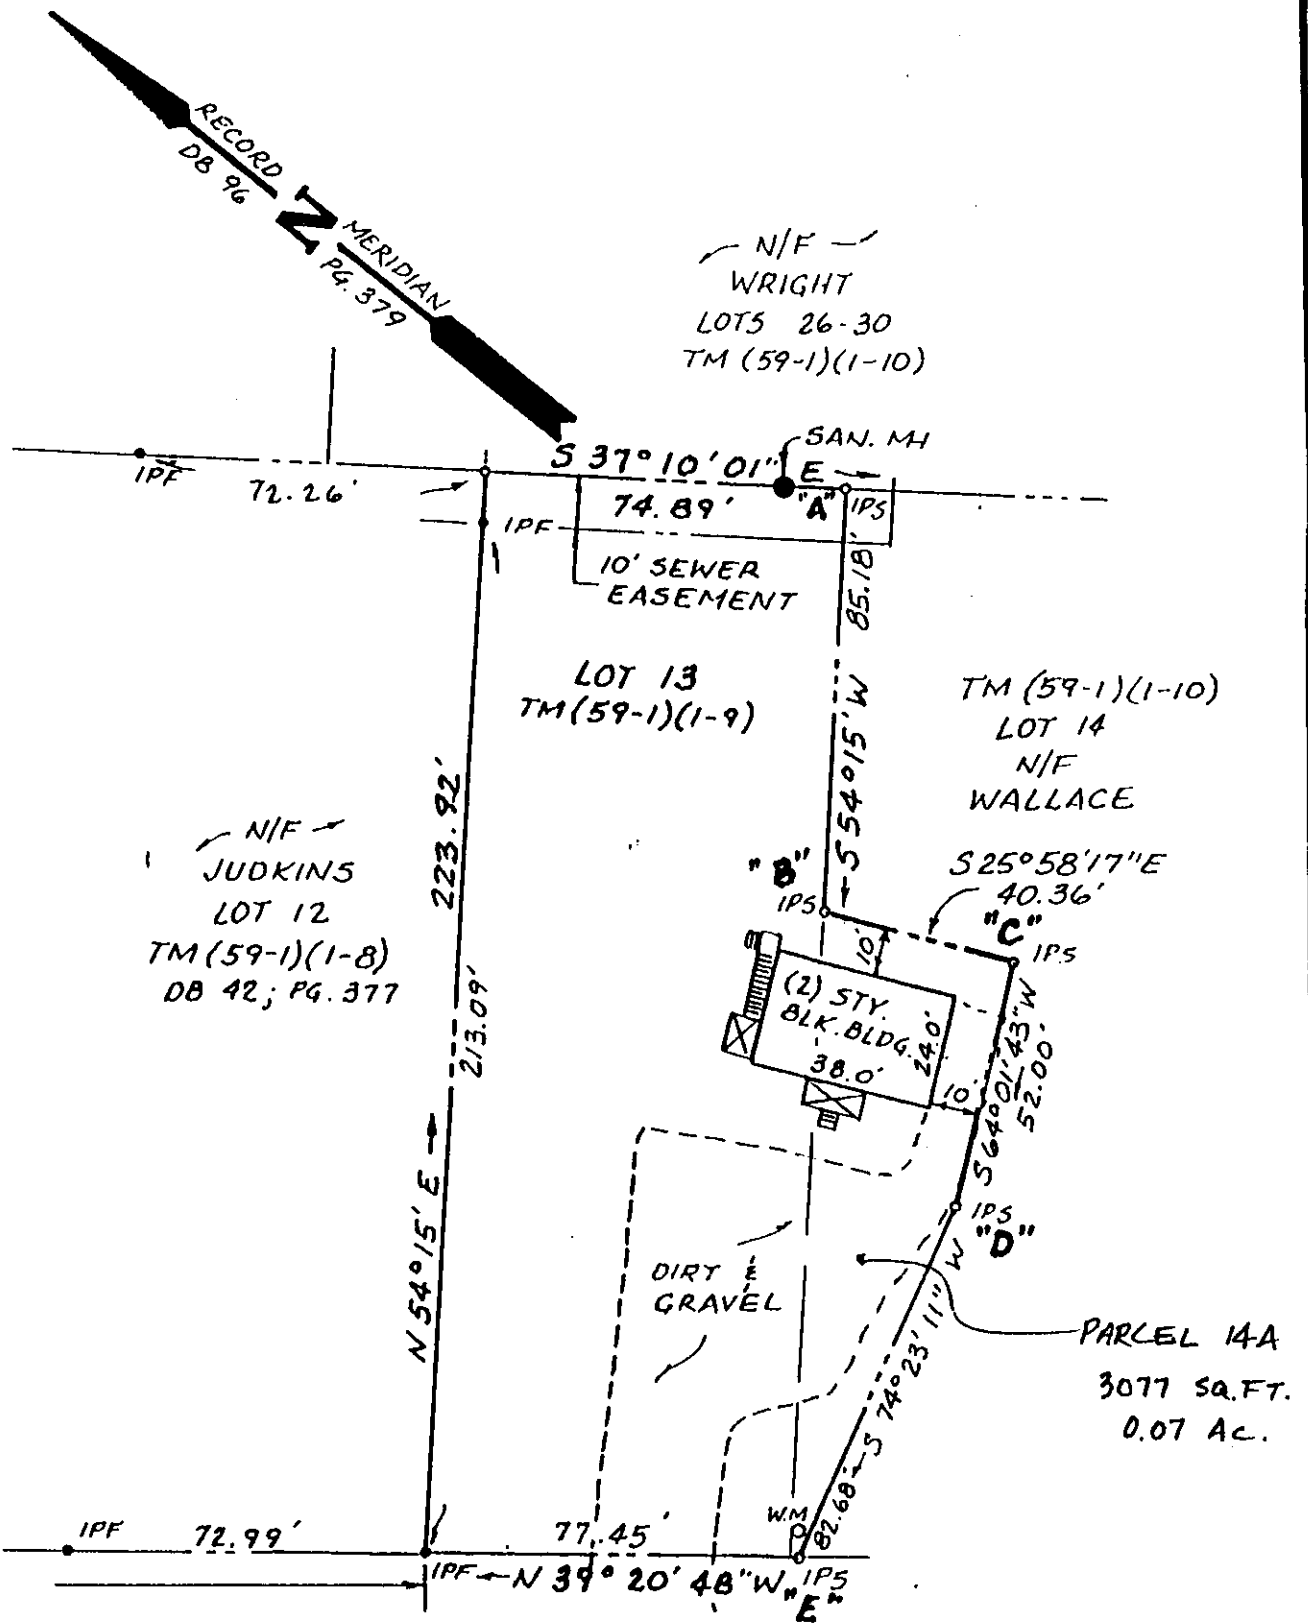 RECORD
DB 96
N
MERIDIAN
PG. 379
N/F
WRIGHT
LOTS 26-30
TM (59-1)(1-10)
SAN. MH
S 37° 10' 01" E
IPF
72.26'
74.89'
"A"
IPS
IPF
10' SEWER
EASEMENT
85.18'
S 54° 15' W
LOT 13
TM (59-1)(1-9)
TM (59-1)(1-10)
LOT 14
N/F
WALLACE
223.92'
213.09'
N 54° 15' E
N/F
JUDKINS
LOT 12
TM (59-1)(1-8)
DB 42; PG. 377
"B"
IPS
S 25° 58' 17" E
40.36'
"C"
IPS
10'
(2) STY.
BLK. BLDG.
24.0'
38.0'
10'
S 64° 01' 43" W
52.00'
IPS
"D"
DIRT &
GRAVEL
S 74° 23' 11" W
82.68'
PARCEL 14A
3077 SQ. FT.
0.07 AC.
W.M
IPF
72.99'
77.45'
IPF
N 39° 20' 48" W
IPS
"E"